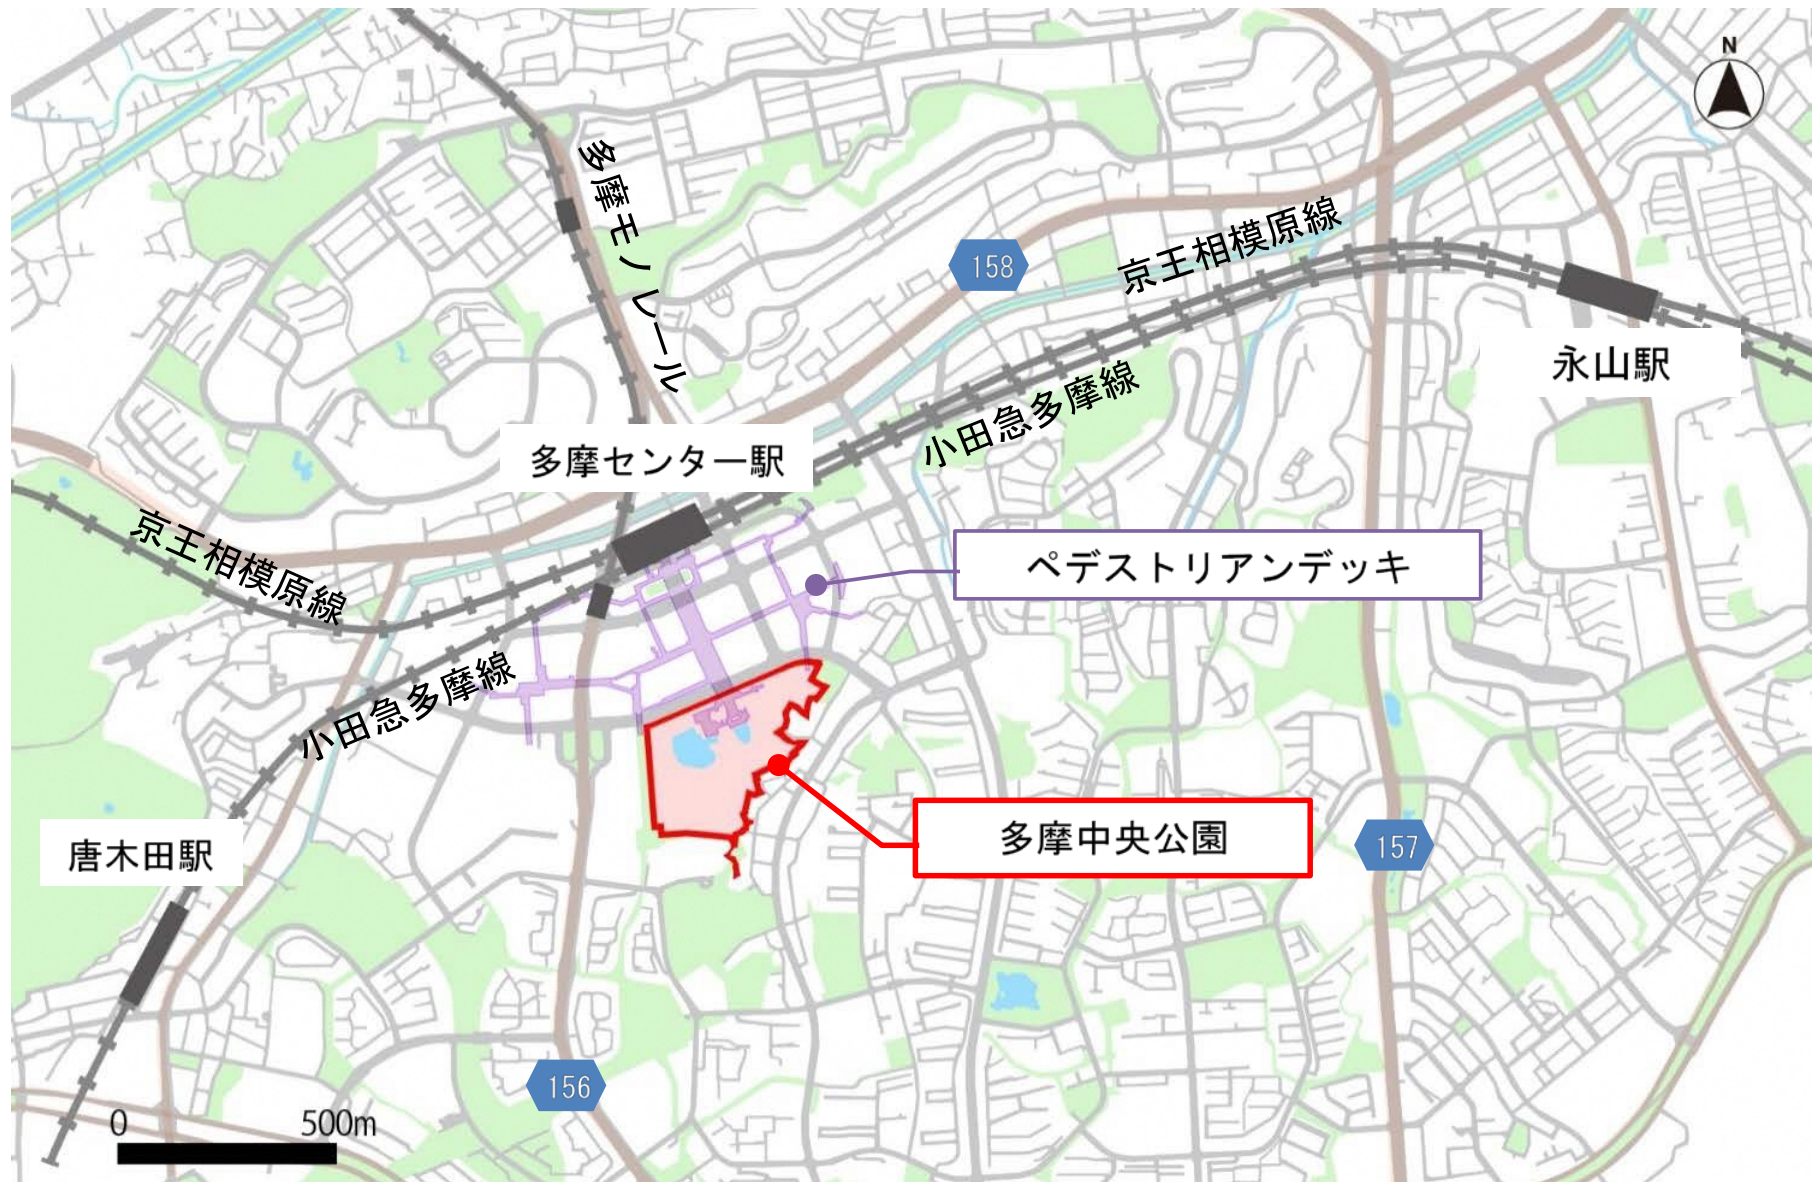 N
多摩モノレール
158
京王相模原線
永山駅
小田急多摩線
多摩センター駅
京王相模原線
ペデストリアンデッキ
小田急多摩線
多摩中央公園
157
唐木田駅
156
0 500m